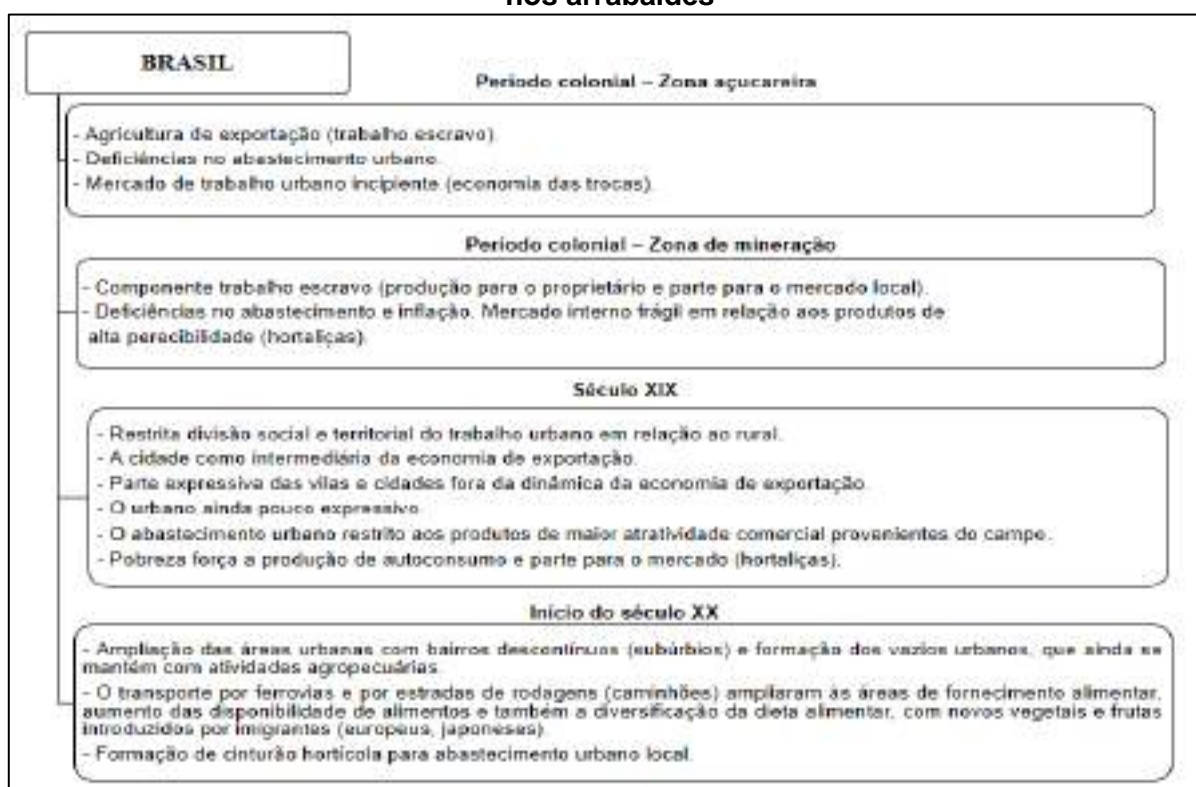 nos arrabaldes
BRASIL
Período colonial – Zona açucareira
- Agricultura de exportação (trabalho escravo).
- Deficiências no abastecimento urbano.
- Mercado de trabalho urbano incipiente (economia das trocas).
Período colonial – Zona de mineração
- Componente trabalho escravo (produção para o proprietário e parte para o mercado local).
- Deficiências no abastecimento e inflação. Mercado interno frágil em relação aos produtos de
alta perecibilidade (hortaliças).
Século XIX
- Restrita divisão social e territorial do trabalho urbano em relação ao rural.
- A cidade como intermediária da economia de exportação.
- Parte expressiva das vilas e cidades fora da dinâmica da economia de exportação.
- O urbano ainda pouco expressivo.
- O abastecimento urbano restrito aos produtos de maior atratividade comercial provenientes do campo.
- Pobreza força a produção de autoconsumo e parte para o mercado (hortaliças).
Início do século XX
- Ampliação das áreas urbanas com bairros descontínuos (subúrbios) e formação dos vazios urbanos, que ainda se
mantém com atividades agropecuárias.
- O transporte por ferrovias e por estradas de rodagens (caminhões) ampliaram às áreas de fornecimento alimentar,
aumento das disponibilidade de alimentos e também a diversificação da dieta alimentar, com novos vegetais e frutas
introduzidos por imigrantes (europeus, japoneses).
- Formação de cinturão hortícola para abastecimento urbano local.